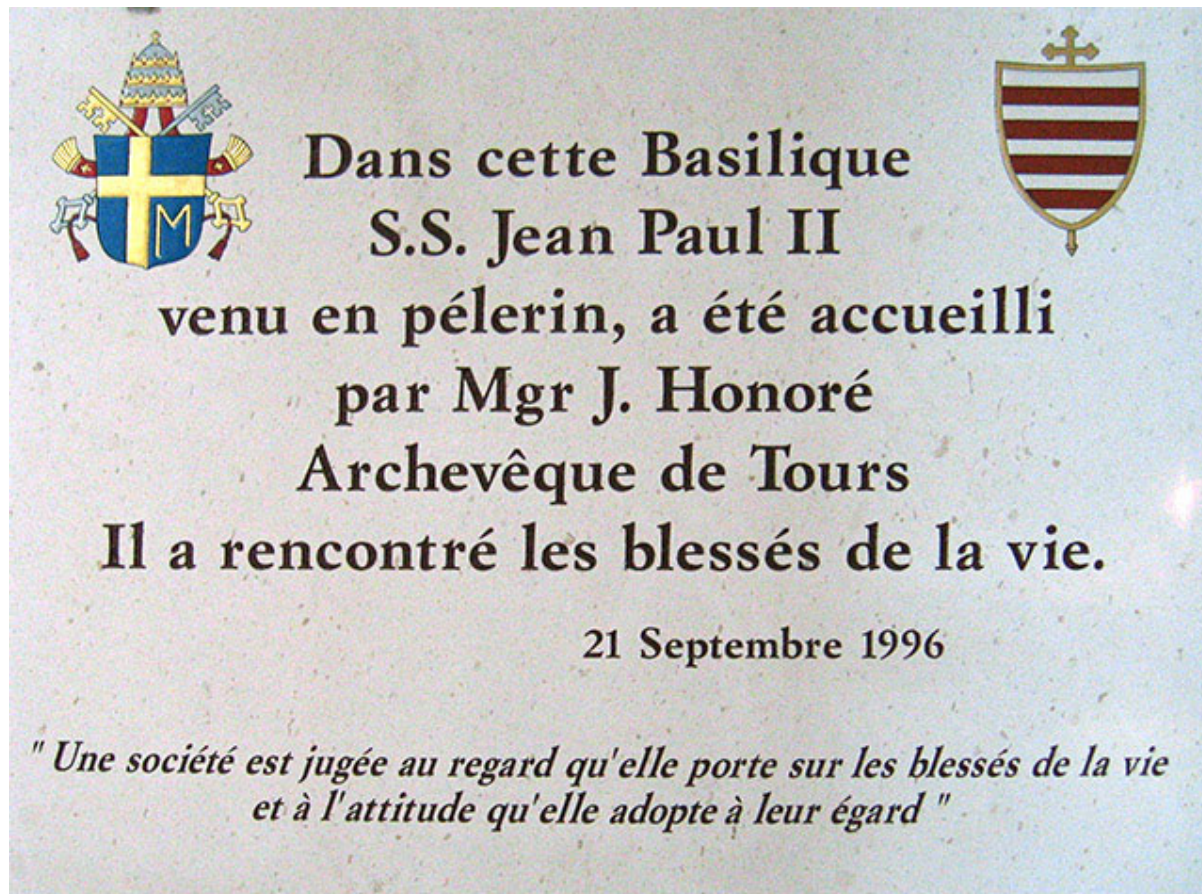 Dans cette Basilique
S.S. Jean Paul II
venu en pélerin, a été accueilli
par Mgr J. Honoré
Archevêque de Tours
Il a rencontré les blessés de la vie.
21 Septembre 1996
" Une société est jugée au regard qu'elle porte sur les blessés de la vie
et à l'attitude qu'elle adopte à leur égard "
M